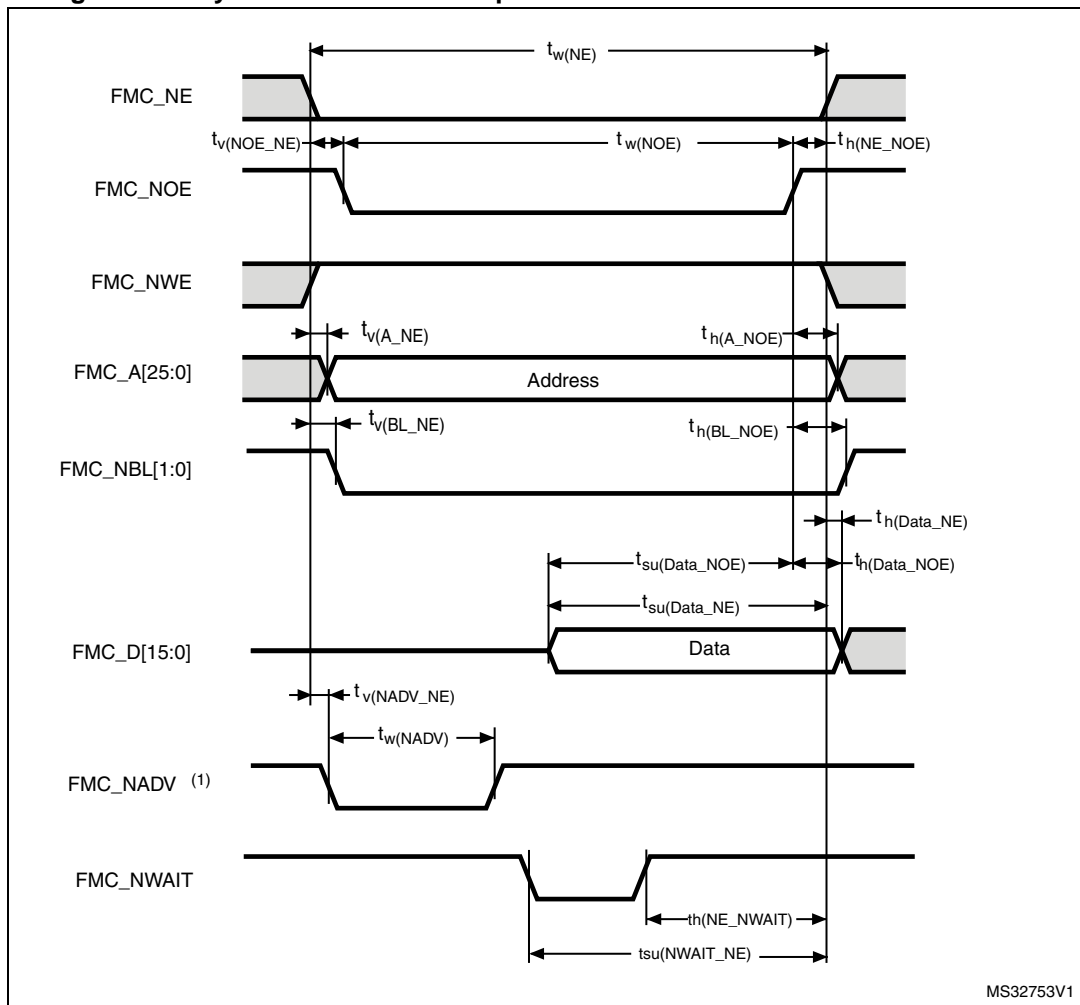 tw(NE)
FMC_NE
tv(NOE_NE)
tw(NOE)
th(NE_NOE)
FMC_NOE
FMC_NWE
tv(A_NE)
th(A_NOE)
FMC_A[25:0]
Address
tv(BL_NE)
th(BL_NOE)
FMC_NBL[1:0]
th(Data_NE)
tsu(Data_NOE)
th(Data_NOE)
tsu(Data_NE)
FMC_D[15:0]
Data
tv(NADV_NE)
tw(NADV)
FMC_NADV (1)
FMC_NWAIT
th(NE_NWAIT)
tsu(NWAIT_NE)
MS32753V1